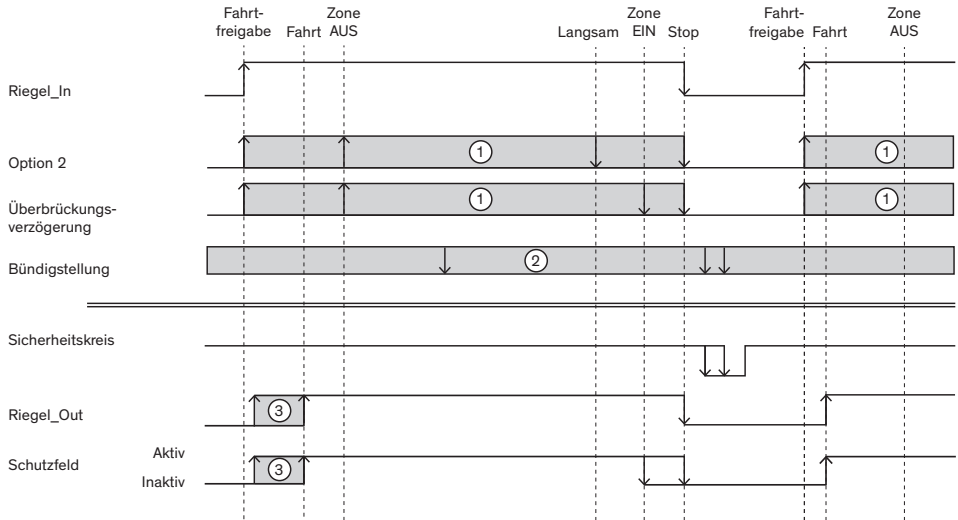 Fahrt-
freigabe
Fahrt
Zone
AUS
Langsam
Zone
EIN
Stop
Fahrt-
freigabe
Fahrt
Zone
AUS
Riegel_In
Option 2
1
1
Überbrückungs-
verzögerung
1
1
Bündigstellung
2
Sicherheitskreis
Riegel_Out
3
Schutzfeld
Aktiv
Inaktiv
3